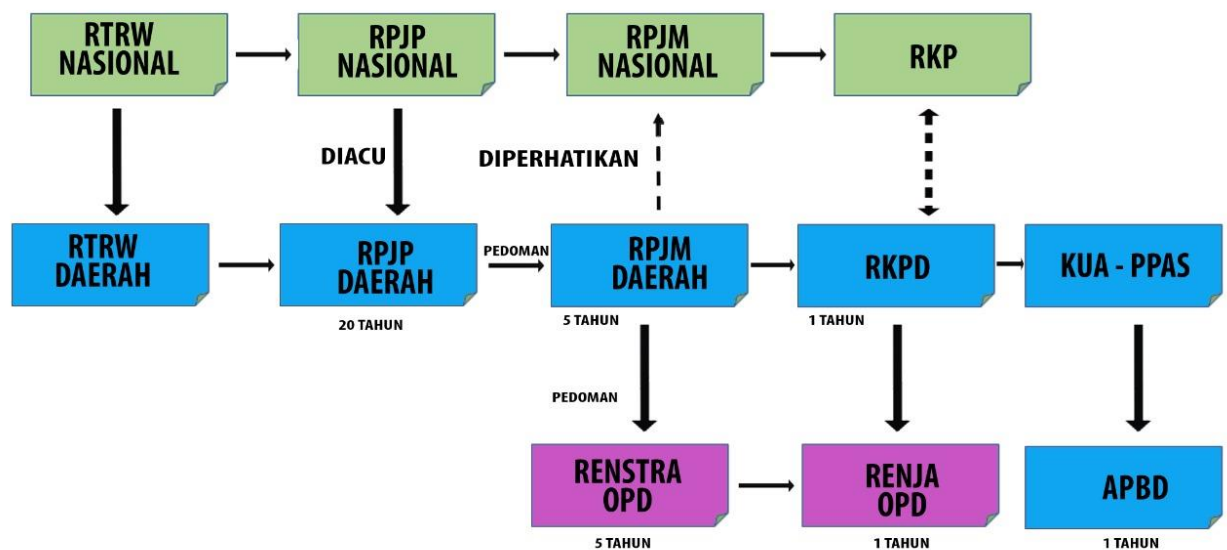 RTRW
NASIONAL
RPJP
NASIONAL
RPJM
NASIONAL
RKP
DIACU
DIPERHATIKAN
RTRW
DAERAH
RPJP
DAERAH
PEDOMAN
RPJM
DAERAH
RKPD
KUA - PPAS
20 TAHUN
5 TAHUN
1 TAHUN
PEDOMAN
RENSTRA
OPD
RENJA
OPD
APBD
5 TAHUN
1 TAHUN
1 TAHUN